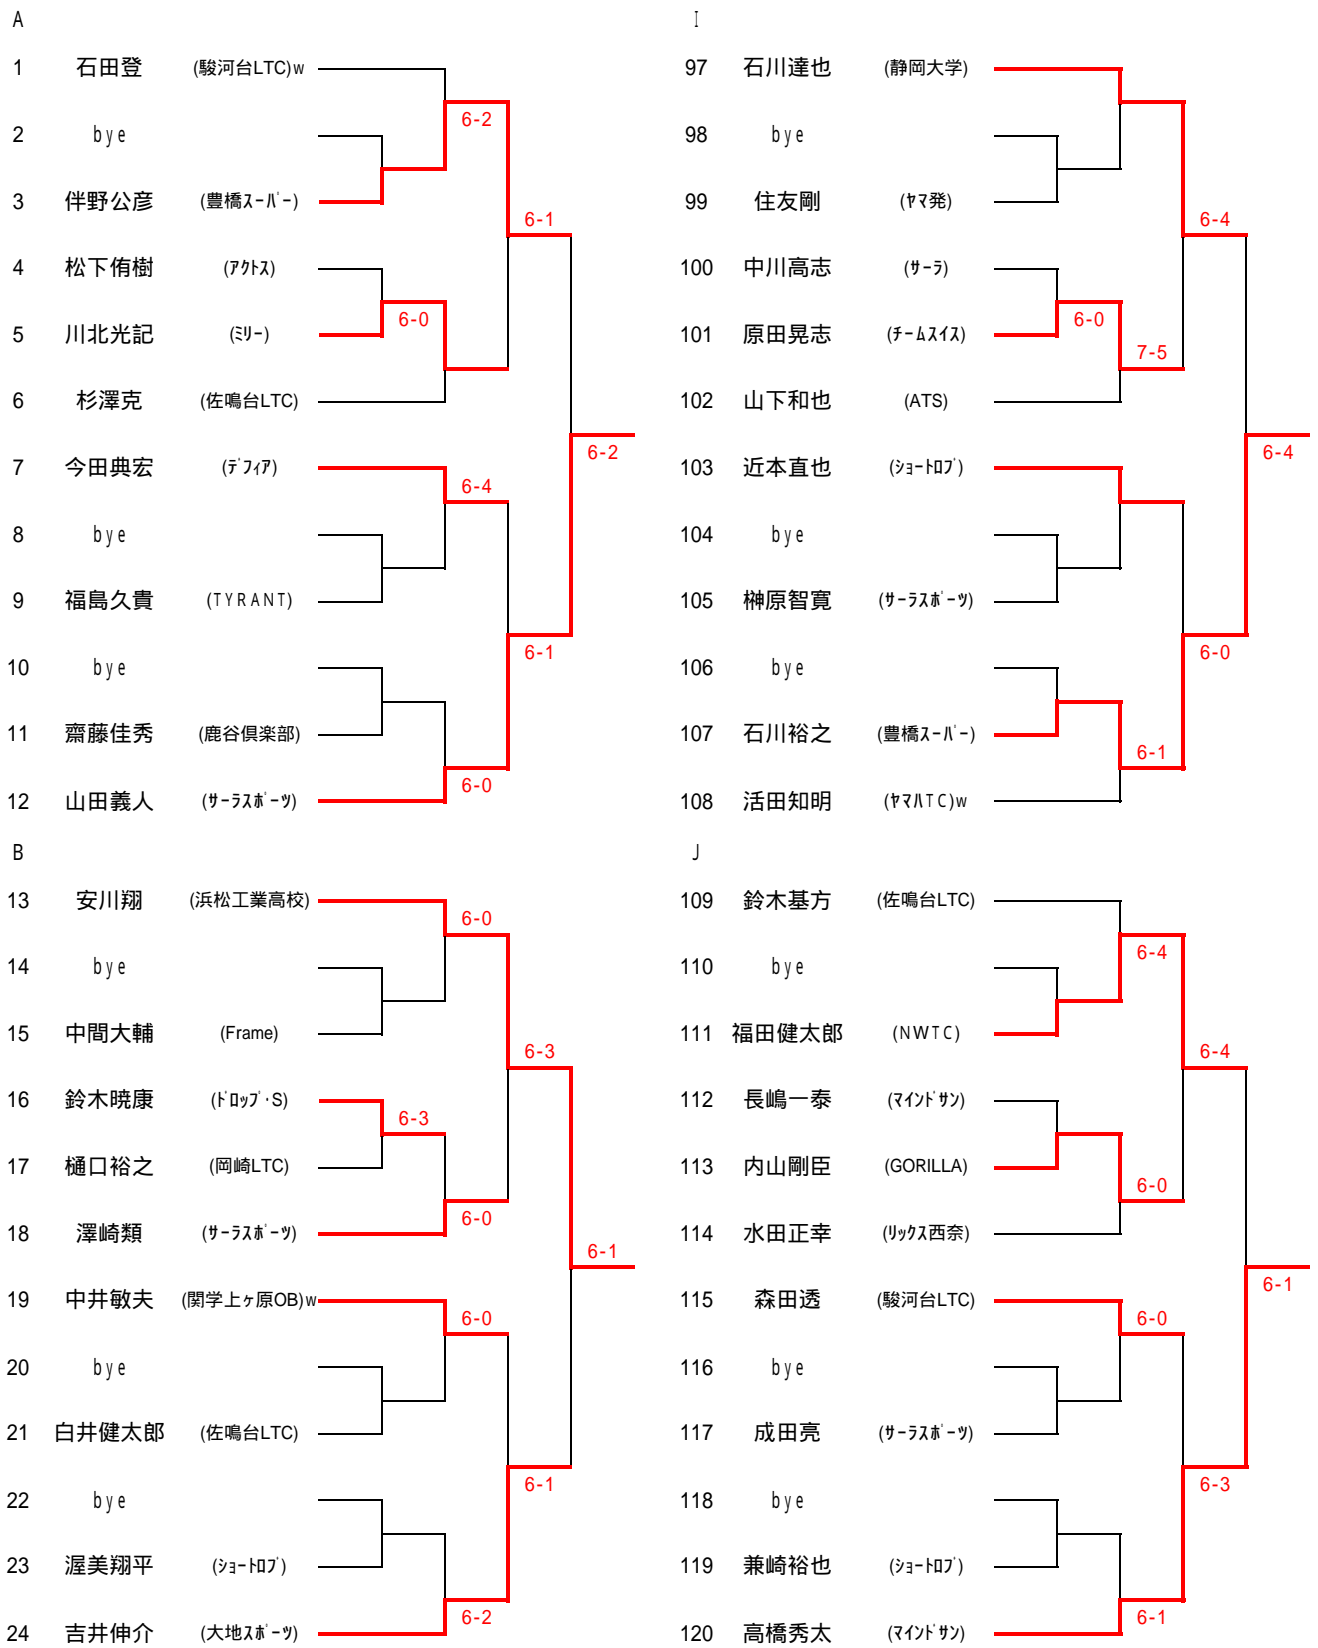 A
1 石田登 (駿河台LTC)w
6-2
2 bye
3 伴野公彦 (豊橋ｽｰﾊﾟｰ)
6-1
4 松下侑樹 (ｱｸﾄｽ)
5 川北光記 (ﾐﾘｰ)
6-0
6 杉澤克 (佐鳴台LTC)
6-2
7 今田典宏 (ﾃﾞﾌｨｱ)
6-4
8 bye
9 福島久貴 (TYRANT)
6-1
10 bye
11 齋藤佳秀 (鹿谷倶楽部)
6-0
12 山田義人 (ｻｰﾗｽﾎﾟｰﾂ)
B
13 安川翔 (浜松工業高校)
6-0
14 bye
15 中間大輔 (Frame)
6-3
16 鈴木暁康 (ﾄﾞﾛｯﾌﾟ･S)
6-3
17 樋口裕之 (岡崎LTC)
6-0
18 澤崎類 (ｻｰﾗｽﾎﾟｰﾂ)
6-1
19 中井敏夫 (関学上ヶ原OB)w
6-0
20 bye
21 白井健太郎 (佐鳴台LTC)
6-1
22 bye
23 渥美翔平 (ｼｮｰﾄﾛﾌﾞ)
6-2
24 吉井伸介 (大地ｽﾎﾟｰﾂ)
I
97 石川達也 (静岡大学)
98 bye
99 住友剛 (ﾔﾏ発)
6-4
100 中川高志 (ｻｰﾗ)
101 原田晃志 (ﾁｰﾑｽｲｽ)
6-0
7-5
102 山下和也 (ATS)
6-4
103 近本直也 (ｼｮｰﾄﾛﾌﾞ)
104 bye
105 榊原智寛 (ｻｰﾗｽﾎﾟｰﾂ)
6-0
106 bye
107 石川裕之 (豊橋ｽｰﾊﾟｰ)
6-1
108 活田知明 (ﾔﾏﾊTC)w
J
109 鈴木基方 (佐鳴台LTC)
6-4
110 bye
111 福田健太郎 (NWTC)
6-4
112 長嶋一泰 (ﾏｲﾝﾄﾞｻﾝ)
113 内山剛臣 (GORILLA)
6-0
114 水田正幸 (ﾘｯｸｽ西奈)
6-1
115 森田透 (駿河台LTC)
6-0
116 bye
117 成田亮 (ｻｰﾗｽﾎﾟｰﾂ)
6-3
118 bye
119 兼崎裕也 (ｼｮｰﾄﾛﾌﾞ)
6-1
120 高橋秀太 (ﾏｲﾝﾄﾞｻﾝ)